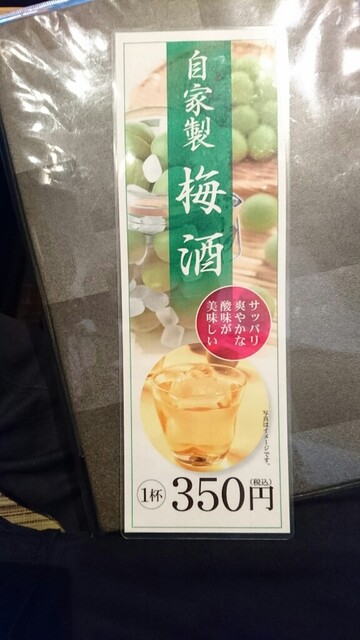 自家製
梅酒
サッパリ
爽やかな
酸味が
美味しい
写真はイメージです。
1杯 350円(税込)